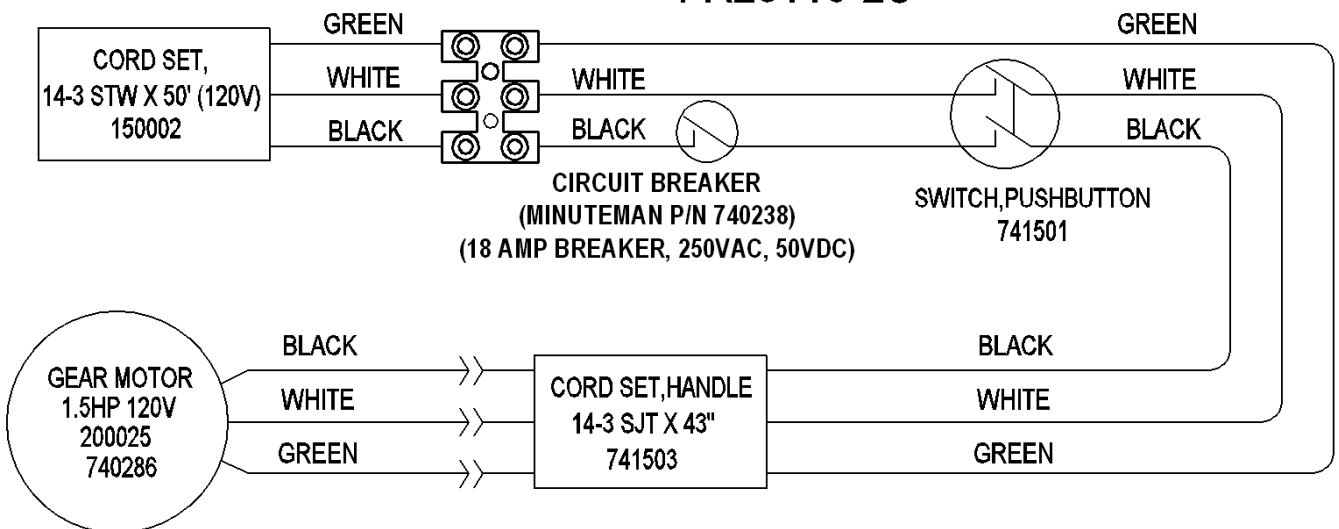 GREEN
GREEN
CORD SET,
14-3 STW X 50' (120V)
150002
WHITE
WHITE
WHITE
BLACK
BLACK
BLACK
CIRCUIT BREAKER
(MINUTEMAN P/N 740238)
(18 AMP BREAKER, 250VAC, 50VDC)
SWITCH,PUSHBUTTON
741501
GEAR MOTOR
1.5HP 120V
200025
740286
BLACK
WHITE
GREEN
CORD SET,HANDLE
14-3 SJT X 43"
741503
BLACK
WHITE
GREEN